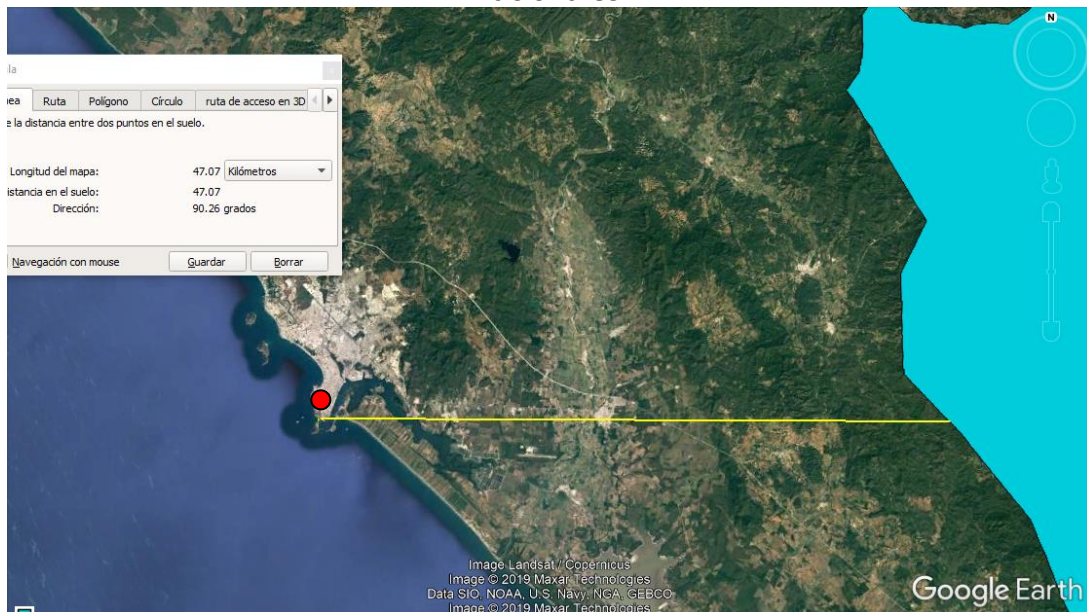 N
la
nea Ruta Polígono Círculo ruta de acceso en 3D
e la distancia entre dos puntos en el suelo.
Longitud del mapa: 47.07 Kilómetros
istancia en el suelo: 47.07
Dirección: 90.26 grados
Navegación con mouse Guardar Borrar
Image Landsat / Copernicus
Image © 2019 Maxar Technologies
Data SIO, NOAA, U.S. Navy, NGA, GEBCO
Image © 2019 Maxar Technologies
Google Earth